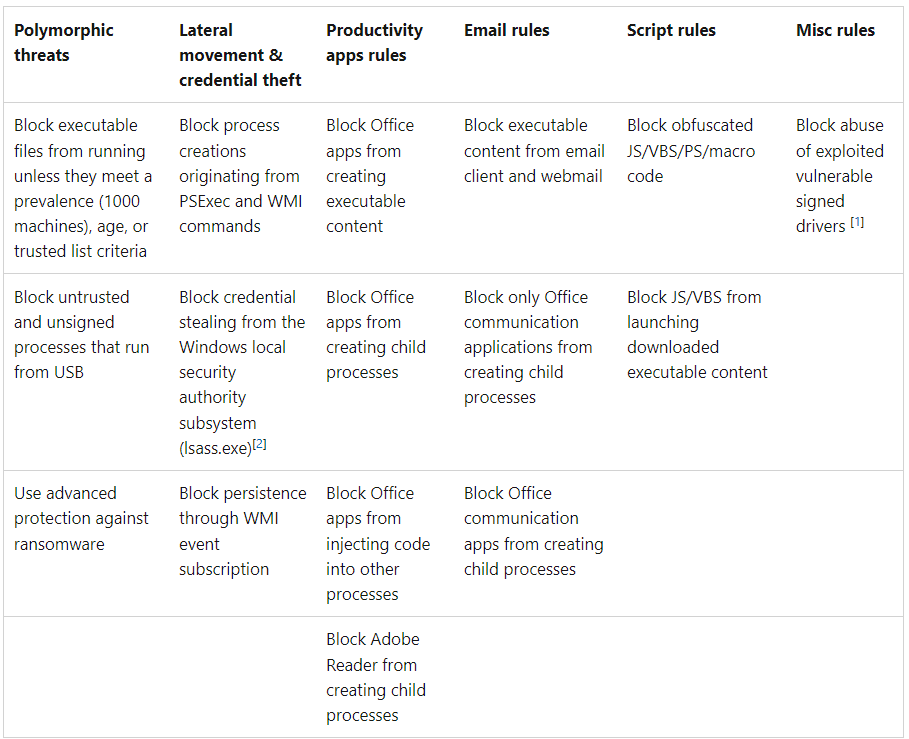 Polymorphic
threats
Lateral
movement &
credential theft
Productivity
apps rules
Email rules
Script rules
Misc rules
Block executable
files from running
unless they meet a
prevalence (1000
machines), age, or
trusted list criteria
Block process
creations
originating from
PSExec and WMI
commands
Block Office
apps from
creating
executable
content
Block executable
content from email
client and webmail
Block obfuscated
JS/VBS/PS/macro
code
Block abuse
of exploited
vulnerable
signed
drivers [1]
Block untrusted
and unsigned
processes that run
from USB
Block credential
stealing from the
Windows local
security
authority
subsystem
(lsass.exe)[2]
Block Office
apps from
creating child
processes
Block only Office
communication
applications from
creating child
processes
Block JS/VBS from
launching
downloaded
executable content
Use advanced
protection against
ransomware
Block persistence
through WMI
event
subscription
Block Office
apps from
injecting code
into other
processes
Block Office
communication
apps from creating
child processes
Block Adobe
Reader from
creating child
processes